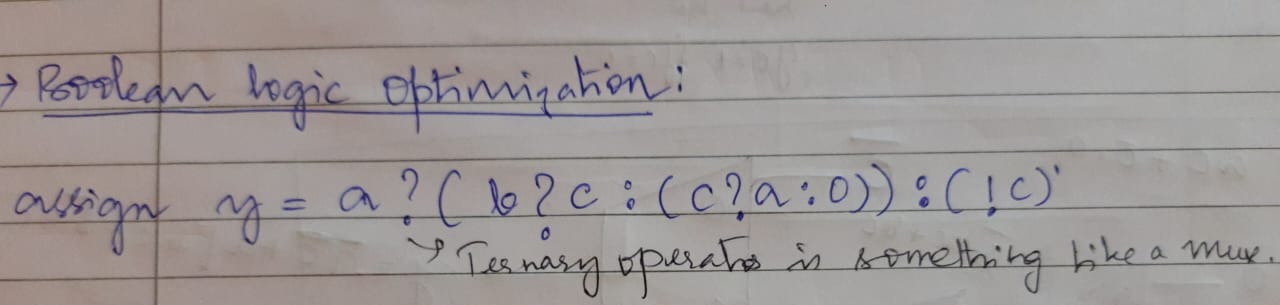 → Boolean logic optimization:
assign y = a?(b?c:(c?a:0)):(!c)
↳ Ternary operator is something like a mux.